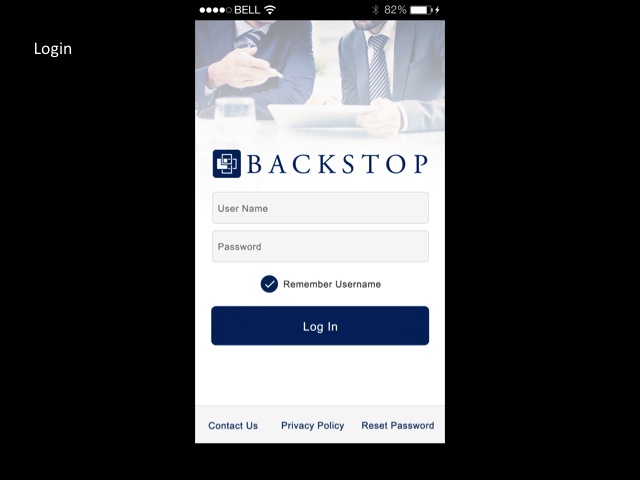 BELL 82%
Login
BACKSTOP
User Name
Password
Remember Username
Log In
Contact Us Privacy Policy Reset Password